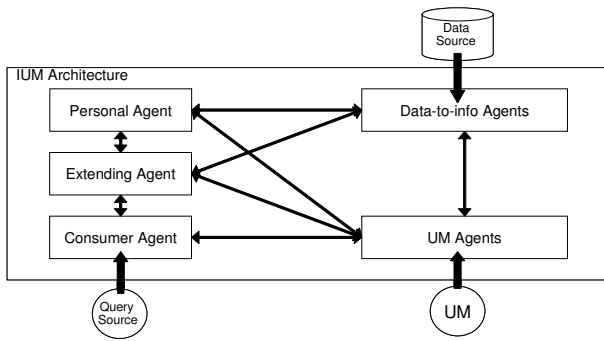 Data
Source
IUM Architecture
Personal Agent
Data-to-info Agents
Extending Agent
Consumer Agent
UM Agents
Query
Source
UM